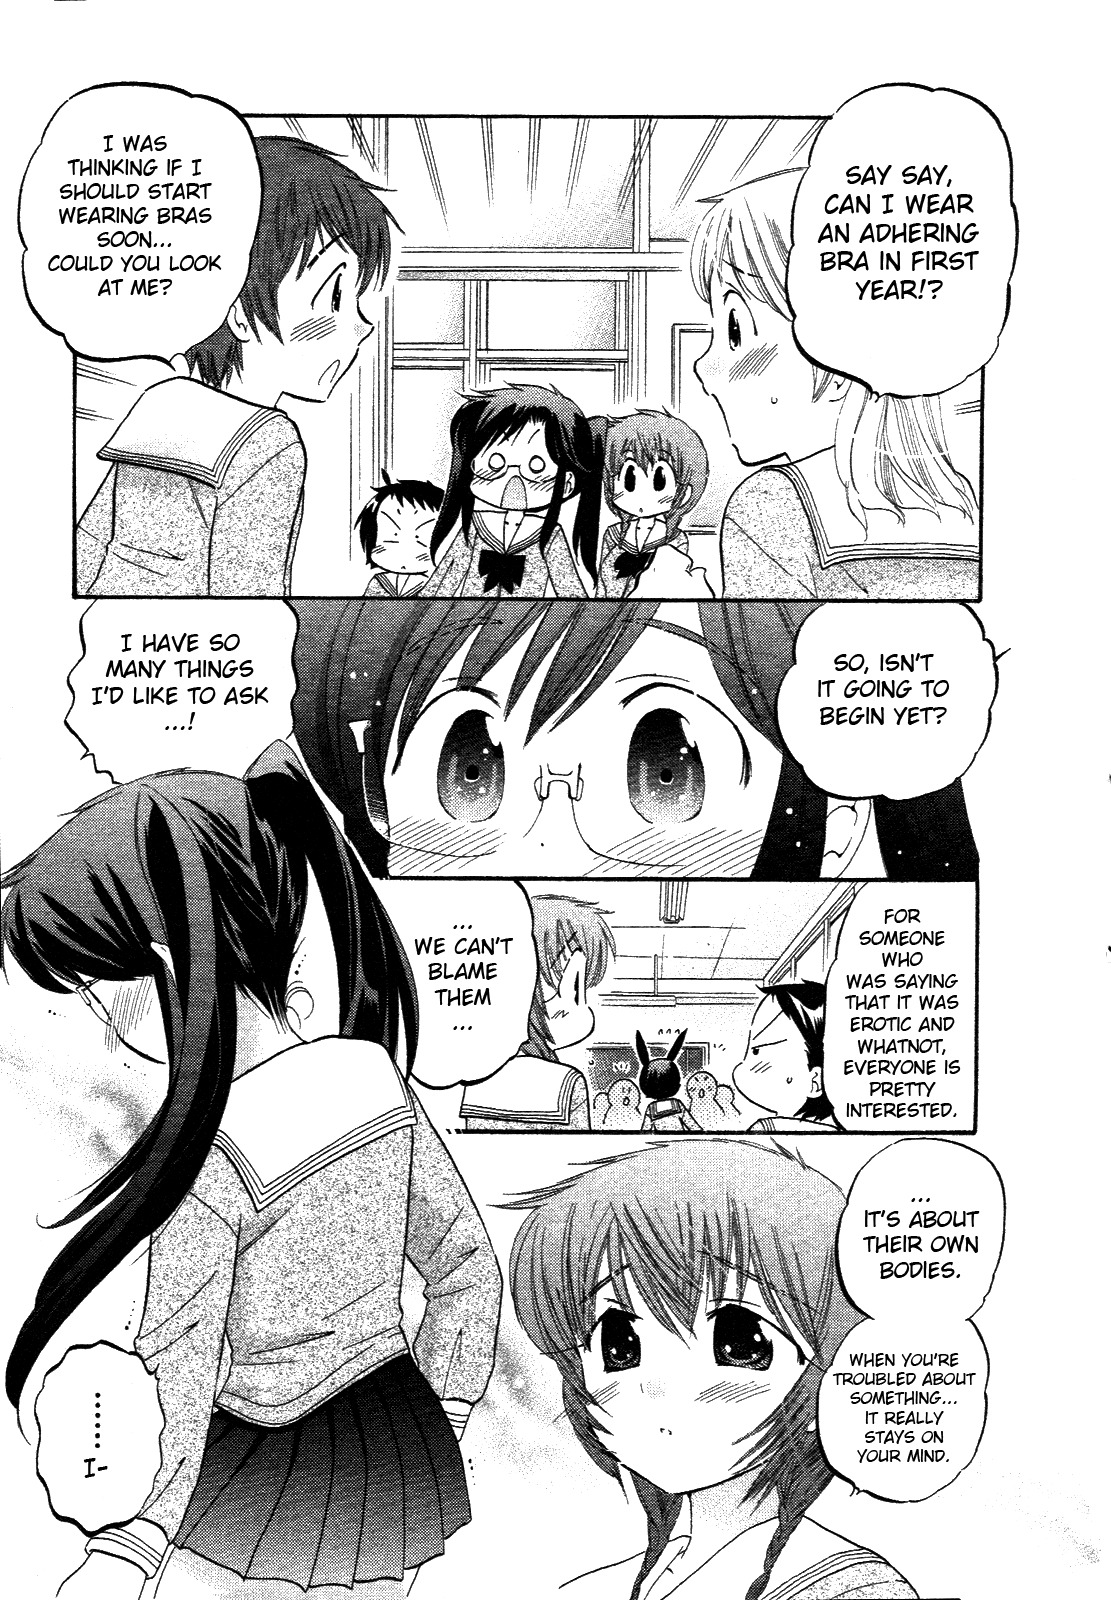 SAY SAY,
CAN I WEAR
AN ADHERING
BRA IN FIRST
YEAR!?
I WAS
THINKING IF I
SHOULD START
WEARING BRAS
SOON...
COULD YOU LOOK
AT ME?
SO, ISN'T
IT GOING TO
BEGIN YET?
I HAVE SO
MANY THINGS
I'D LIKE TO ASK
...!
FOR
SOMEONE
WHO
WAS SAYING
THAT IT WAS
EROTIC AND
WHATNOT,
EVERYONE IS
PRETTY
INTERESTED.
...
WE CAN'T
BLAME
THEM
...
...
IT'S ABOUT
THEIR OWN
BODIES.
WHEN YOU'RE
TROUBLED ABOUT
SOMETHING...
IT REALLY
STAYS ON
YOUR MIND.
......
I-